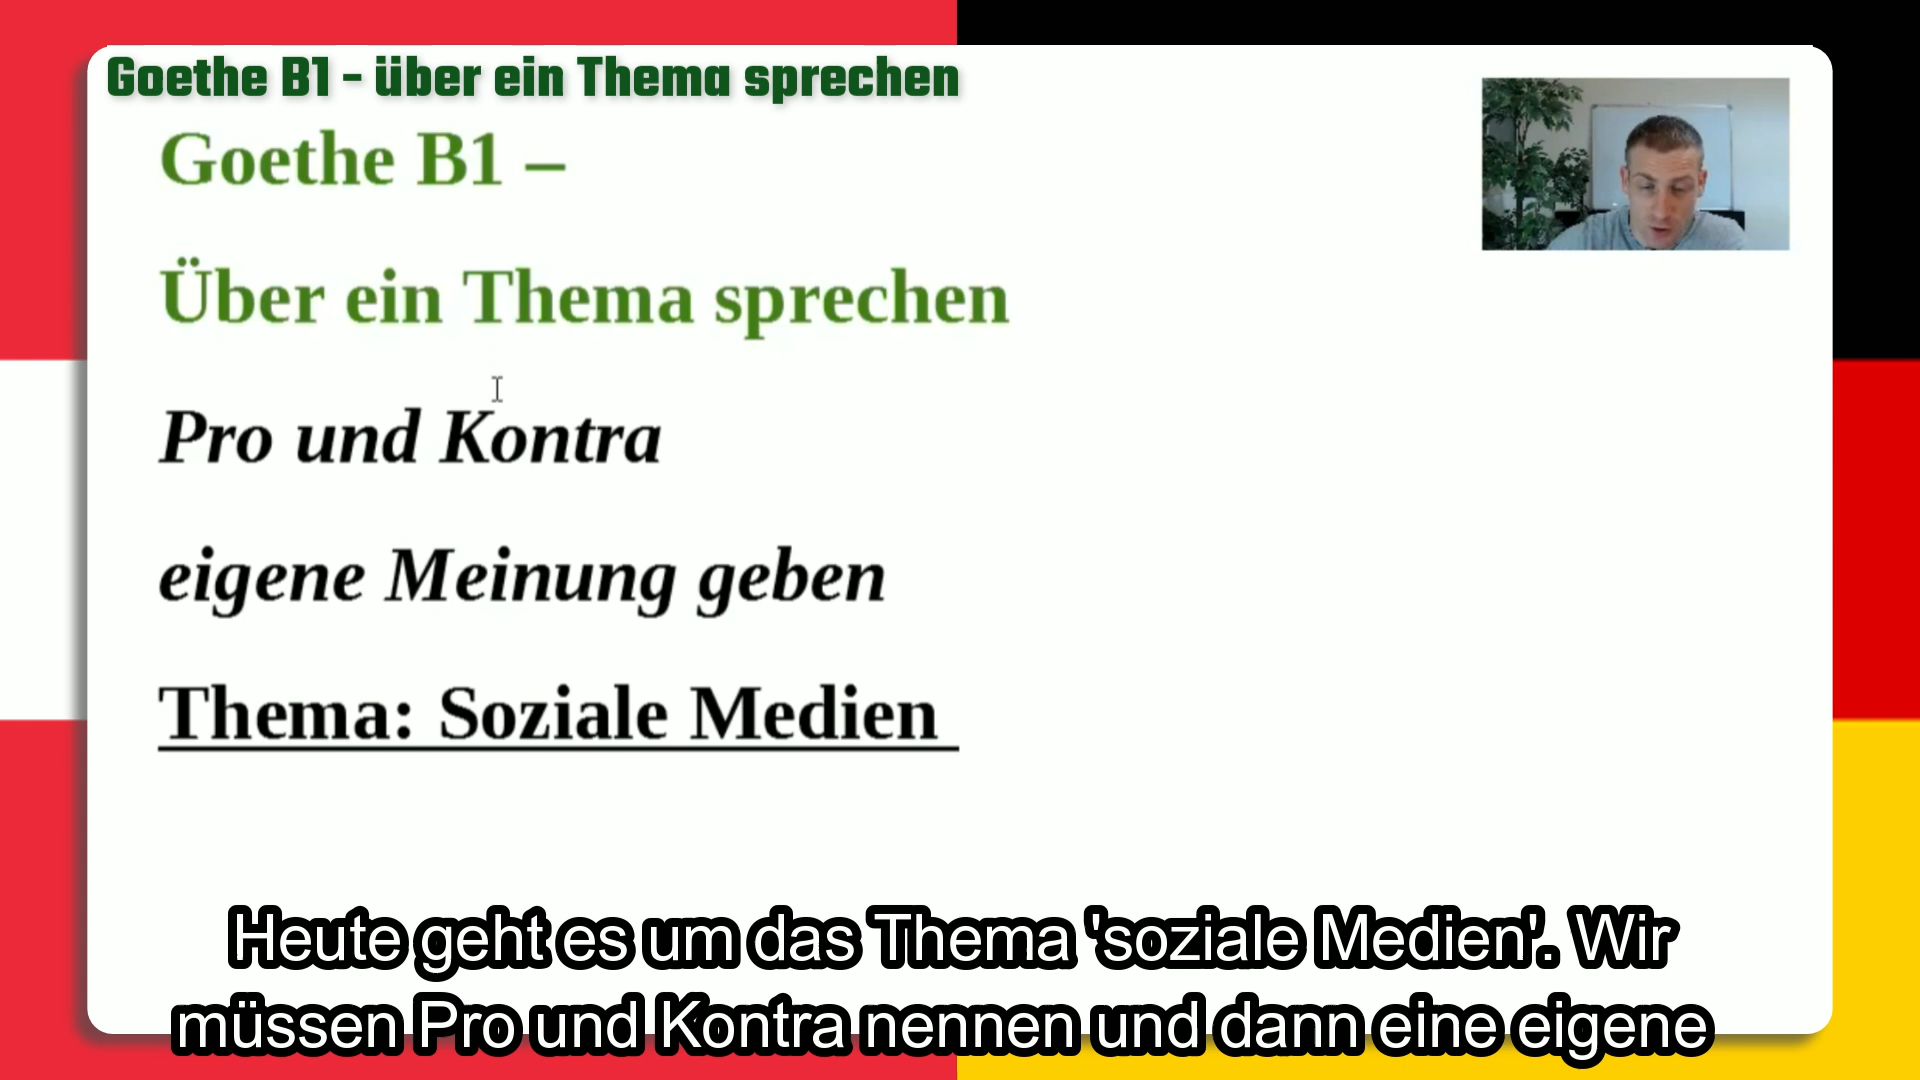 Goethe B1 - über ein Thema sprechen
Goethe B1 –
Über ein Thema sprechen
Pro und Kontra
eigene Meinung geben
Thema: Soziale Medien
Heute geht es um das Thema 'soziale Medien'. Wir
müssen Pro und Kontra nennen und dann eine eigene